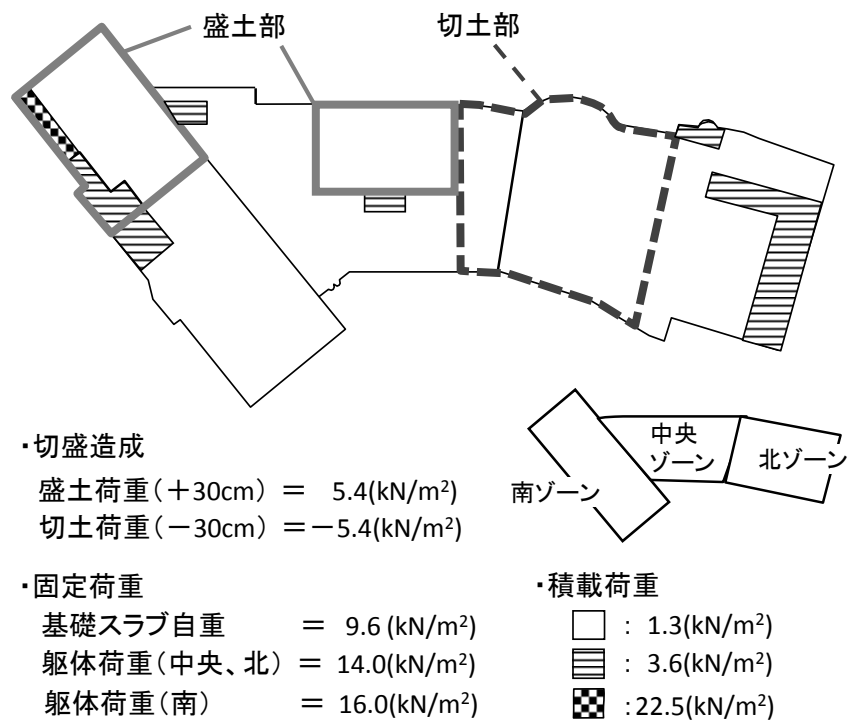 盛土部
切土部
・切盛造成
盛土荷重(+30cm) = 5.4(kN/m²)
切土荷重(-30cm) =-5.4(kN/m²)
中央
ゾーン
北ゾーン
南ゾーン
・固定荷重
基礎スラブ自重 = 9.6 (kN/m²)
躯体荷重(中央、北) = 14.0(kN/m²)
躯体荷重(南) = 16.0(kN/m²)
・積載荷重
: 1.3(kN/m²)
: 3.6(kN/m²)
:22.5(kN/m²)